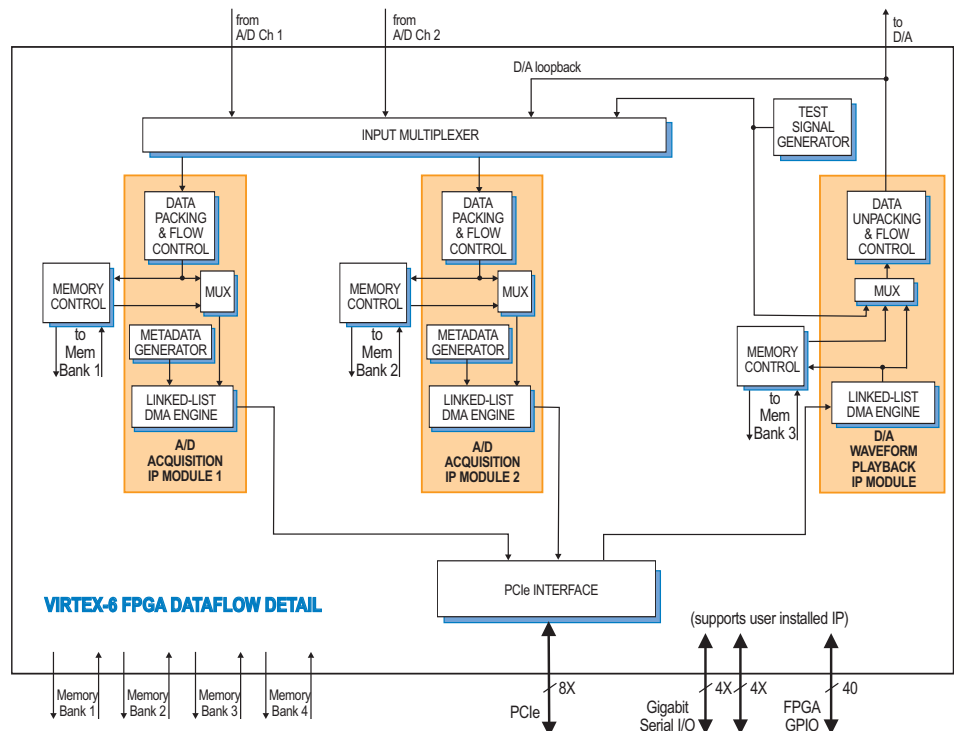 from
A/D Ch 1
from
A/D Ch 2
to
D/A
D/A loopback
INPUT MULTIPLEXER
TEST
SIGNAL
GENERATOR
DATA
PACKING
& FLOW
CONTROL
MEMORY
CONTROL
MUX
to
Mem
Bank 1
METADATA
GENERATOR
LINKED-LIST
DMA ENGINE
A/D
ACQUISITION
IP MODULE 1
DATA
PACKING
& FLOW
CONTROL
MEMORY
CONTROL
MUX
to
Mem
Bank 2
METADATA
GENERATOR
LINKED-LIST
DMA ENGINE
A/D
ACQUISITION
IP MODULE 2
DATA
UNPACKING
& FLOW
CONTROL
MUX
MEMORY
CONTROL
to
Mem
Bank 3
LINKED-LIST
DMA ENGINE
D/A
WAVEFORM
PLAYBACK
IP MODULE
PCIe INTERFACE
VIRTEX-6 FPGA DATAFLOW DETAIL
(supports user installed IP)
Memory
Bank 1
Memory
Bank 2
Memory
Bank 3
Memory
Bank 4
8X
PCIe
4X
4X
Gigabit
Serial I/O
40
FPGA
GPIO